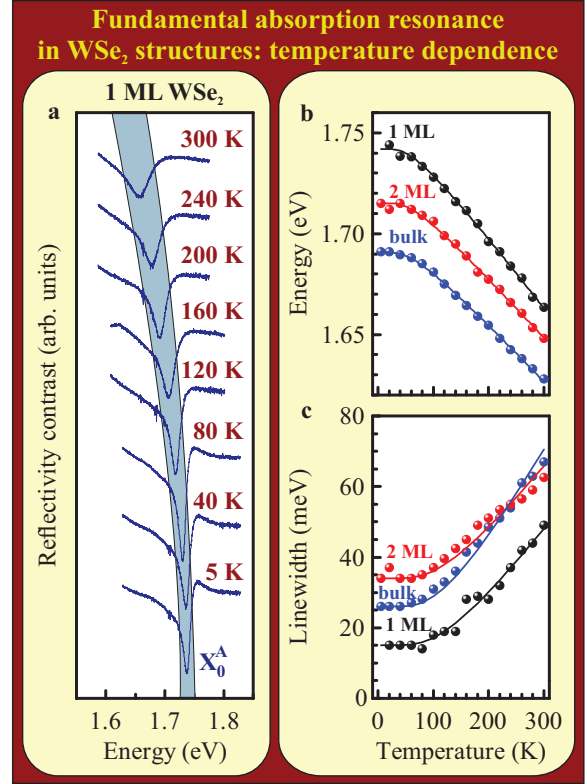 Fundamental absorption resonance
in WSe₂ structures: temperature dependence
1 ML WSe₂
a
300 K
240 K
200 K
160 K
120 K
80 K
40 K
5 K
X₀ᴬ
Reflectivity contrast (arb. units)
1.6 1.7 1.8
Energy (eV)
b
1 ML
2 ML
bulk
1.75
1.70
1.65
Energy (eV)
c
80
60
40
20
0
2 ML
bulk
1 ML
Linewidth (meV)
0 100 200 300
Temperature (K)